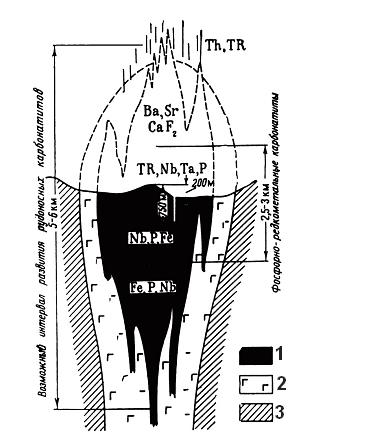 Th, TR
Ba, Sr
CaF₂
TR, Nb, Ta, P
200м
Nb, P, Fe
Fe, P, Nb
Возможный интервал развития рудоносных карбонатитов
5-6 км
2,5-3 км
Фосфорно-редкометальные карбонатиты
1
2
3